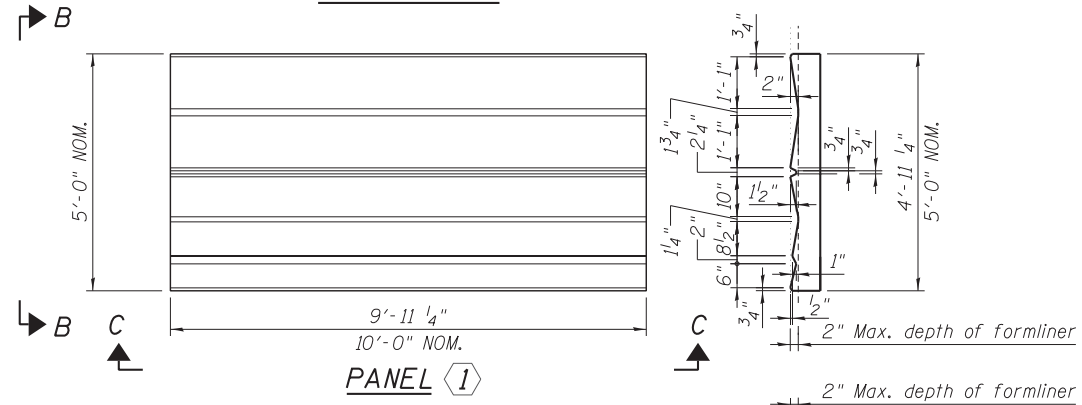 B
B
5'-0" NOM.
9'-11 1/4"
10'-0" NOM.
C
C
PANEL 1
3/4"
1'-1"
2"
1 3/4"
1'-1"
2 1/4"
3/4"
3/4"
10"
1 1/2"
1 1/4"
2"
8 1/2"
6"
1"
3/4"
1/2"
4'-11 1/4"
5'-0" NOM.
2" Max. depth of formliner
2" Max. depth of formliner